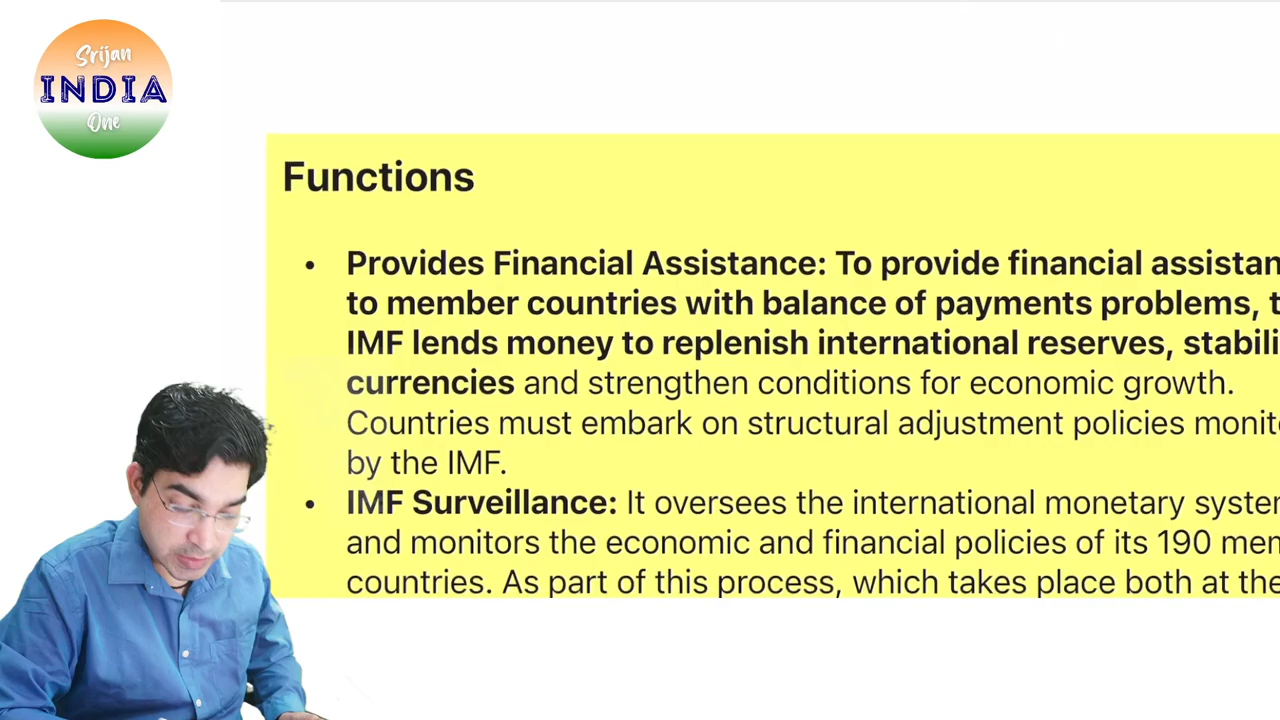 Srijan
INDIA
One
Functions
• Provides Financial Assistance: To provide financial
to member countries with balance of payments problems,
IMF lends money to replenish international reserves,
currencies and strengthen conditions for economic growth.
Countries must embark on structural adjustment policies
by the IMF.
• IMF Surveillance: It oversees the international monetary
and monitors the economic and financial policies of its 190
countries. As part of this process, which takes place both at the